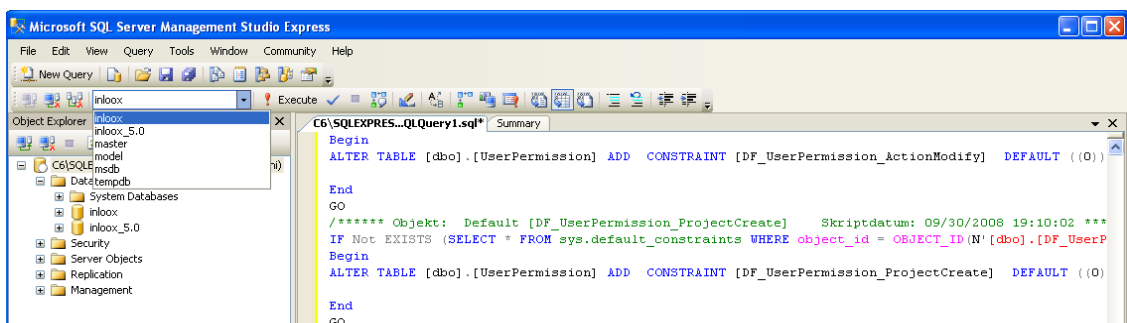 Microsoft SQL Server Management Studio Express
File Edit View Query Tools Window Community Help
New Query
inloox Execute
Object Explorer
inloox
inloox_5.0
master
model
msdb
tempdb
C6\SQLE hi)
Data
System Databases
inloox
inloox_5.0
Security
Server Objects
Replication
Management
C6\SQLEXPRES...QLQuery1.sql* Summary
Begin
ALTER TABLE [dbo].[UserPermission] ADD CONSTRAINT [DF_UserPermission_ActionModify] DEFAULT ((0))
End
GO
/****** Objekt: Default [DF_UserPermission_ProjectCreate] Skriptdatum: 09/30/2008 19:10:02 ***
IF Not EXISTS (SELECT * FROM sys.default_constraints WHERE object_id = OBJECT_ID(N'[dbo].[DF_UserP
Begin
ALTER TABLE [dbo].[UserPermission] ADD CONSTRAINT [DF_UserPermission_ProjectCreate] DEFAULT ((0)
End
GO